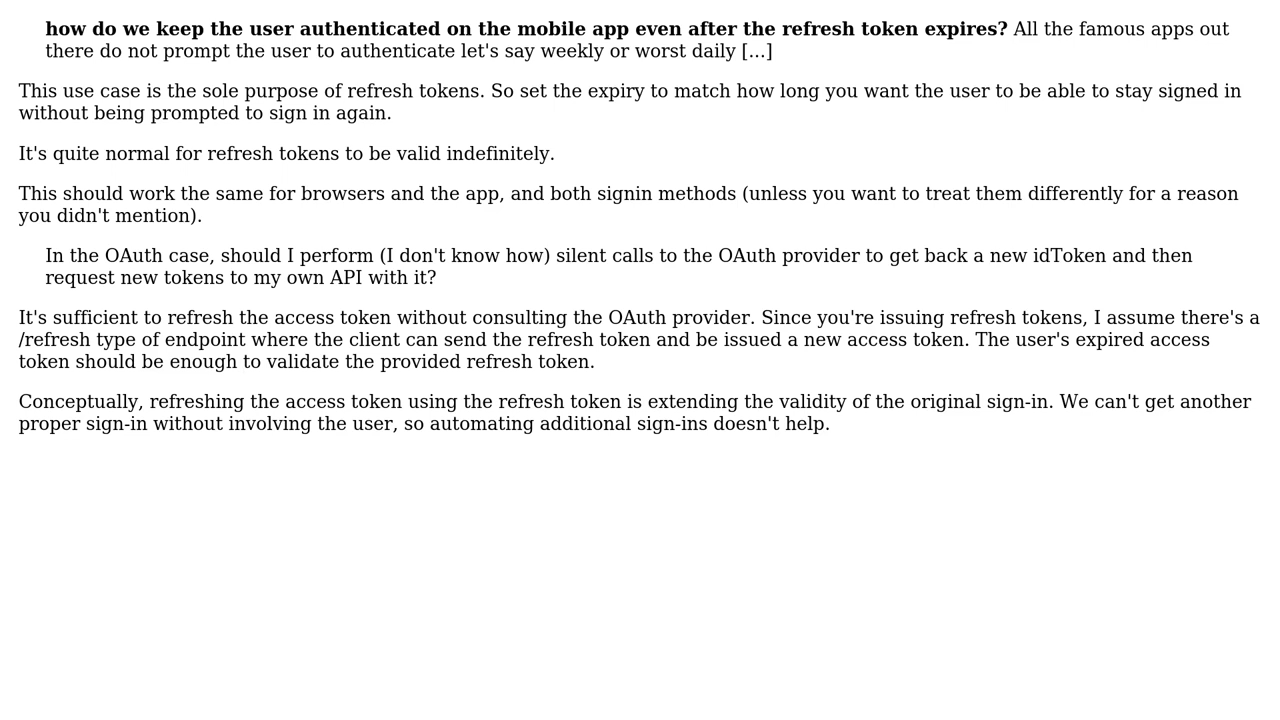 how do we keep the user authenticated on the mobile app even after the refresh token expires? All the famous apps out
there do not prompt the user to authenticate let's say weekly or worst daily [...]
This use case is the sole purpose of refresh tokens. So set the expiry to match how long you want the user to be able to stay signed in
without being prompted to sign in again.
It's quite normal for refresh tokens to be valid indefinitely.
This should work the same for browsers and the app, and both signin methods (unless you want to treat them differently for a reason
you didn't mention).
In the OAuth case, should I perform (I don't know how) silent calls to the OAuth provider to get back a new idToken and then
request new tokens to my own API with it?
It's sufficient to refresh the access token without consulting the OAuth provider. Since you're issuing refresh tokens, I assume there's a
/refresh type of endpoint where the client can send the refresh token and be issued a new access token. The user's expired access
token should be enough to validate the provided refresh token.
Conceptually, refreshing the access token using the refresh token is extending the validity of the original sign-in. We can't get another
proper sign-in without involving the user, so automating additional sign-ins doesn't help.